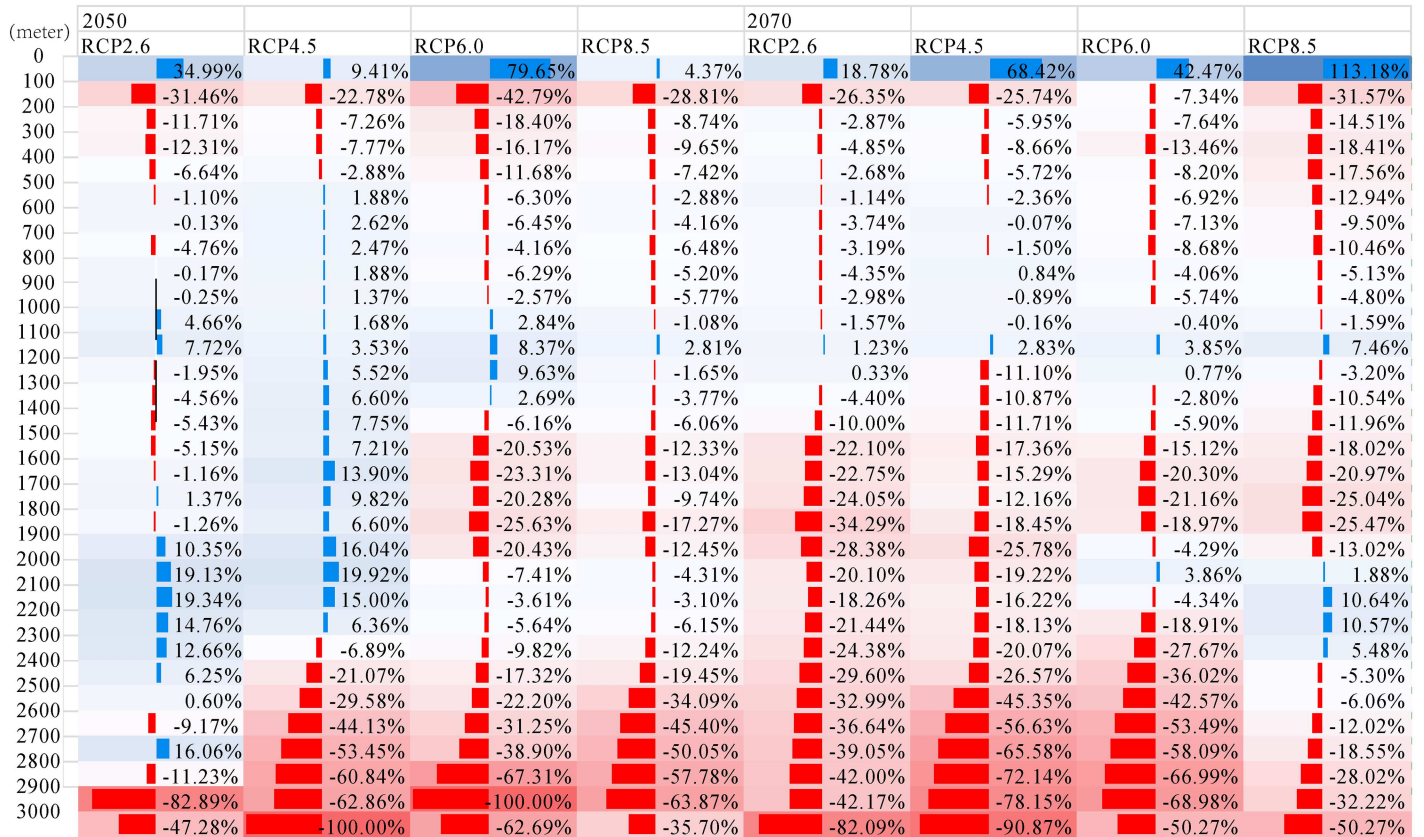 2050 2070
(meter) RCP2.6 RCP4.5 RCP6.0 RCP8.5 RCP2.6 RCP4.5 RCP6.0 RCP8.5
0
34.99% 9.41% 79.65% 4.37% 18.78% 68.42% 42.47% 113.18%
100
-31.46% -22.78% -42.79% -28.81% -26.35% -25.74% -7.34% -31.57%
200
-11.71% -7.26% -18.40% -8.74% -2.87% -5.95% -7.64% -14.51%
300
-12.31% -7.77% -16.17% -9.65% -4.85% -8.66% -13.46% -18.41%
400
-6.64% -2.88% -11.68% -7.42% -2.68% -5.72% -8.20% -17.56%
500
-1.10% 1.88% -6.30% -2.88% -1.14% -2.36% -6.92% -12.94%
600
-0.13% 2.62% -6.45% -4.16% -3.74% -0.07% -7.13% -9.50%
700
-4.76% 2.47% -4.16% -6.48% -3.19% -1.50% -8.68% -10.46%
800
-0.17% 1.88% -6.29% -5.20% -4.35% 0.84% -4.06% -5.13%
900
-0.25% 1.37% -2.57% -5.77% -2.98% -0.89% -5.74% -4.80%
1000
4.66% 1.68% 2.84% -1.08% -1.57% -0.16% -0.40% -1.59%
1100
7.72% 3.53% 8.37% 2.81% 1.23% 2.83% 3.85% 7.46%
1200
-1.95% 5.52% 9.63% -1.65% 0.33% -11.10% 0.77% -3.20%
1300
-4.56% 6.60% 2.69% -3.77% -4.40% -10.87% -2.80% -10.54%
1400
-5.43% 7.75% -6.16% -6.06% -10.00% -11.71% -5.90% -11.96%
1500
-5.15% 7.21% -20.53% -12.33% -22.10% -17.36% -15.12% -18.02%
1600
-1.16% 13.90% -23.31% -13.04% -22.75% -15.29% -20.30% -20.97%
1700
1.37% 9.82% -20.28% -9.74% -24.05% -12.16% -21.16% -25.04%
1800
-1.26% 6.60% -25.63% -17.27% -34.29% -18.45% -18.97% -25.47%
1900
10.35% 16.04% -20.43% -12.45% -28.38% -25.78% -4.29% -13.02%
2000
19.13% 19.92% -7.41% -4.31% -20.10% -19.22% 3.86% 1.88%
2100
19.34% 15.00% -3.61% -3.10% -18.26% -16.22% -4.34% 10.64%
2200
14.76% 6.36% -5.64% -6.15% -21.44% -18.13% -18.91% 10.57%
2300
12.66% -6.89% -9.82% -12.24% -24.38% -20.07% -27.67% 5.48%
2400
6.25% -21.07% -17.32% -19.45% -29.60% -26.57% -36.02% -5.30%
2500
0.60% -29.58% -22.20% -34.09% -32.99% -45.35% -42.57% -6.06%
2600
-9.17% -44.13% -31.25% -45.40% -36.64% -56.63% -53.49% -12.02%
2700
16.06% -53.45% -38.90% -50.05% -39.05% -65.58% -58.09% -18.55%
2800
-11.23% -60.84% -67.31% -57.78% -42.00% -72.14% -66.99% -28.02%
2900
-82.89% -62.86% -100.00% -63.87% -42.17% -78.15% -68.98% -32.22%
3000
-47.28% -100.00% -62.69% -35.70% -82.09% -90.87% -50.27% -50.27%